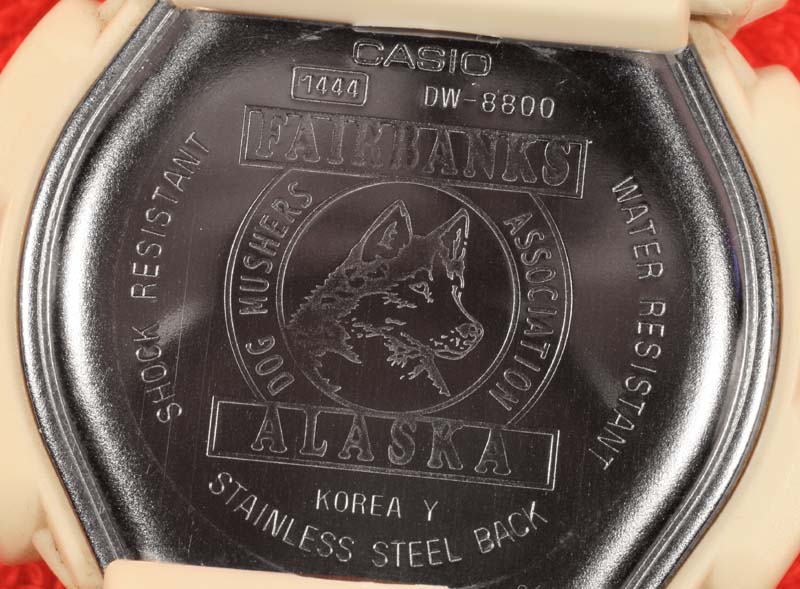 CASIO
1444
DW-8800
FAIRBANKS
DOG MUSHERS ASSOCIATION
ALASKA
SHOCK RESISTANT
WATER RESISTANT
KOREA Y
STAINLESS STEEL BACK